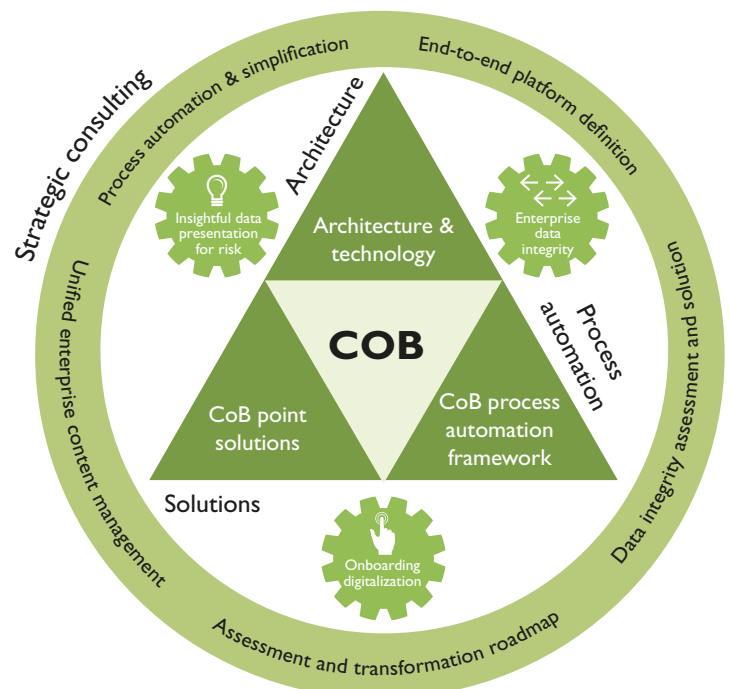 Strategic consulting
Process automation & simplification
End-to-end platform definition
Architecture
Insightful data
presentation
for risk
Enterprise
data
integrity
Architecture &
technology
Unified enterprise content management
Data integrity assessment and solution
Process
automation
COB
CoB point
solutions
CoB process
automation
framework
Solutions
Onboarding
digitalization
Assessment and transformation roadmap